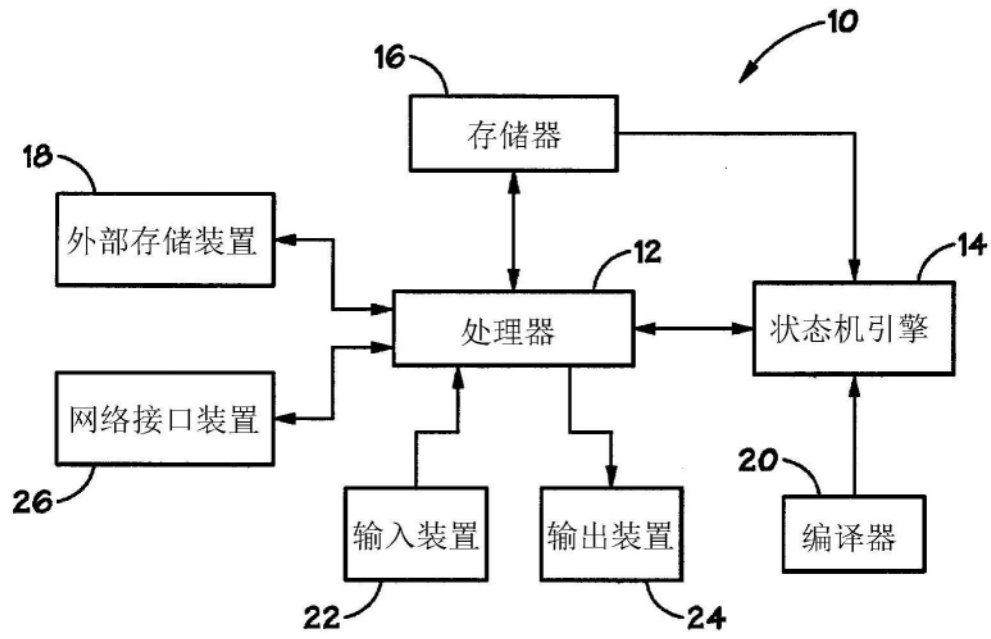 10
16
存储器
18
外部存储装置
12
处理器
14
状态机引擎
网络接口装置
26
20
输入装置
输出装置
编译器
22
24